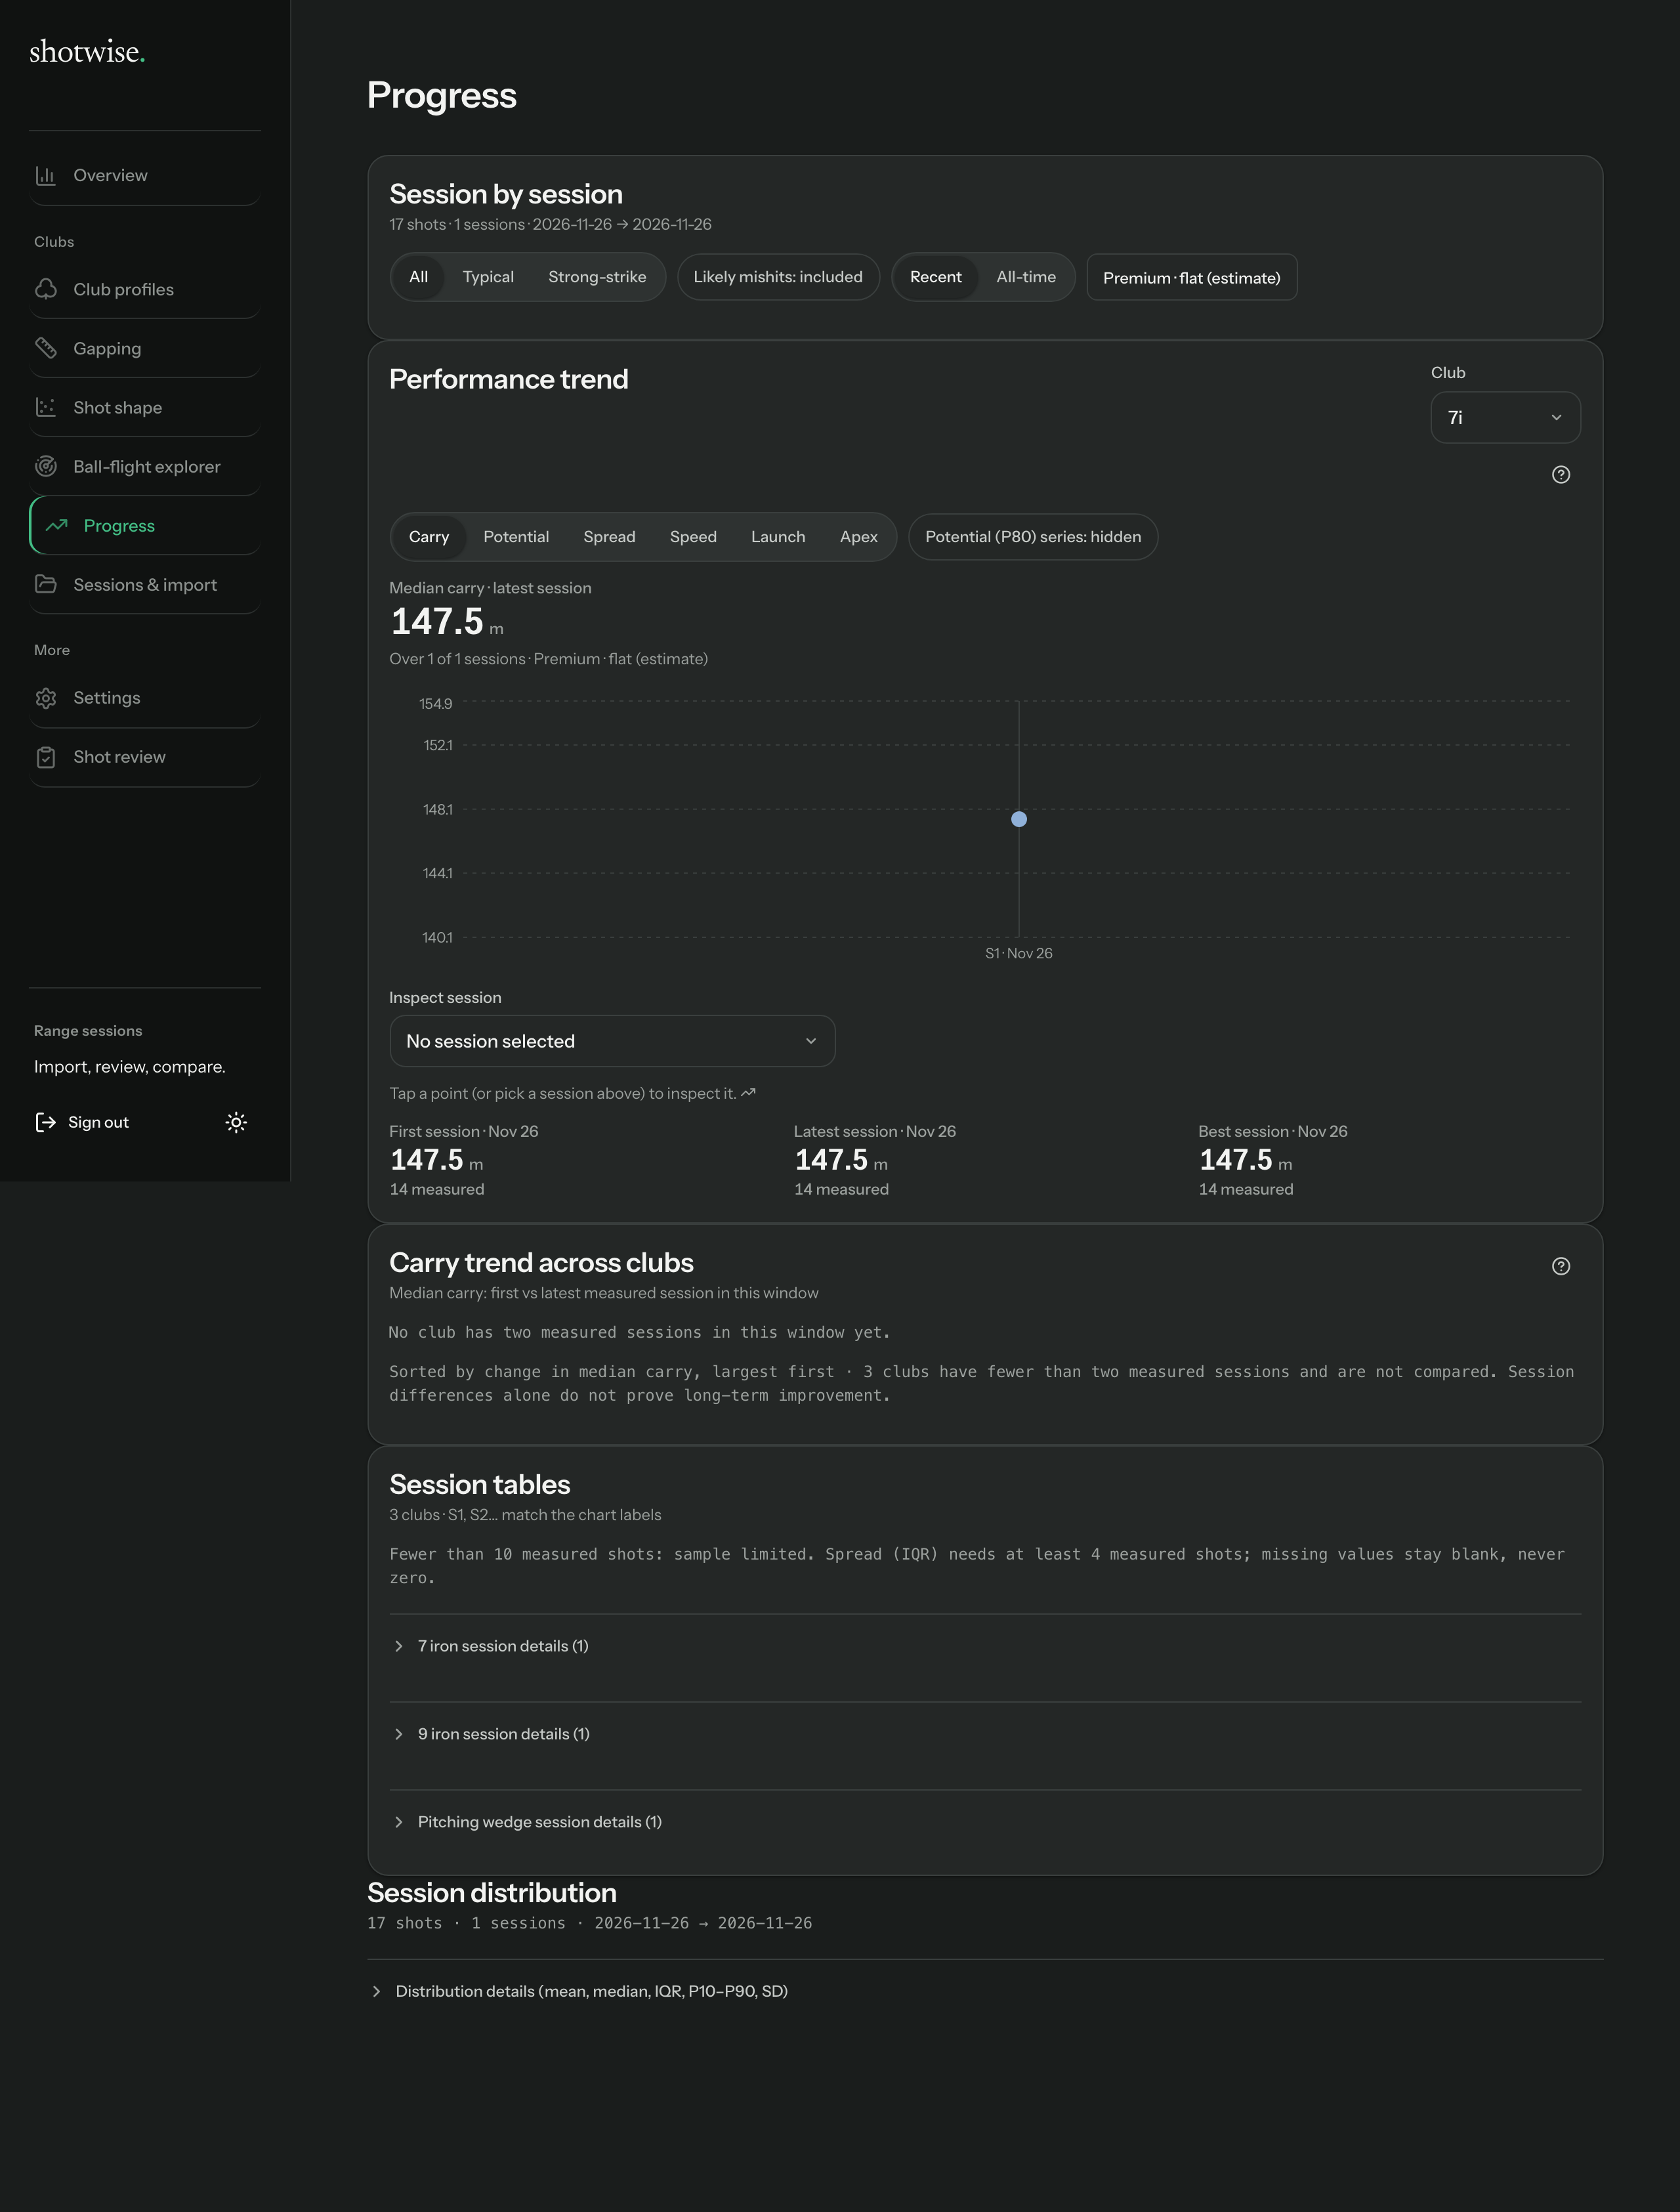 shotwise.
Overview
Clubs
Club profiles
Gapping
Shot shape
Ball-flight explorer
Progress
Sessions & import
More
Settings
Shot review
Range sessions
Import, review, compare.
Sign out
Progress
Session by session
17 shots · 1 sessions · 2026-11-26 → 2026-11-26
All Typical Strong-strike Likely mishits: included Recent All-time Premium · flat (estimate)
Performance trend
Club
7i
Carry Potential Spread Speed Launch Apex Potential (P80) series: hidden
Median carry · latest session
147.5 m
Over 1 of 1 sessions · Premium · flat (estimate)
154.9
152.1
148.1
144.1
140.1
S1 · Nov 26
Inspect session
No session selected
Tap a point (or pick a session above) to inspect it.
First session · Nov 26
147.5 m
14 measured
Latest session · Nov 26
147.5 m
14 measured
Best session · Nov 26
147.5 m
14 measured
Carry trend across clubs
Median carry: first vs latest measured session in this window
No club has two measured sessions in this window yet.
Sorted by change in median carry, largest first · 3 clubs have fewer than two measured sessions and are not compared. Session
differences alone do not prove long-term improvement.
Session tables
3 clubs · S1, S2… match the chart labels
Fewer than 10 measured shots: sample limited. Spread (IQR) needs at least 4 measured shots; missing values stay blank, never
zero.
7 iron session details (1)
9 iron session details (1)
Pitching wedge session details (1)
Session distribution
17 shots · 1 sessions · 2026-11-26 → 2026-11-26
Distribution details (mean, median, IQR, P10–P90, SD)